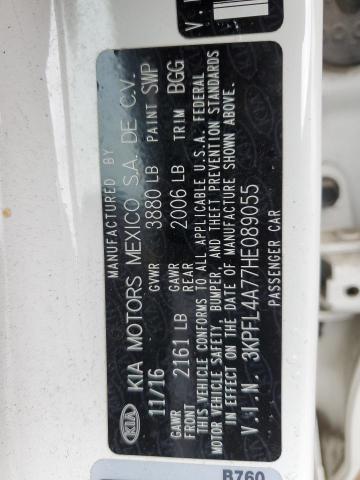 MANUFACTURED BY
KIA KIA MOTORS MEXICO S.A. DE C.V.
11/16 GVWR 3880 LB PAINT SWP
GAWR FRONT 2161 LB GAWR REAR 2006 LB TRIM BGG
THIS VEHICLE CONFORMS TO ALL APPLICABLE U.S.A. FEDERAL
MOTOR VEHICLE SAFETY, BUMPER, AND THEFT PREVENTION STANDARDS
IN EFFECT ON THE DATE OF MANUFACTURE SHOWN ABOVE.
V.I.N. 3KPFL4A77HE089055
PASSENGER CAR
V.I.
B760